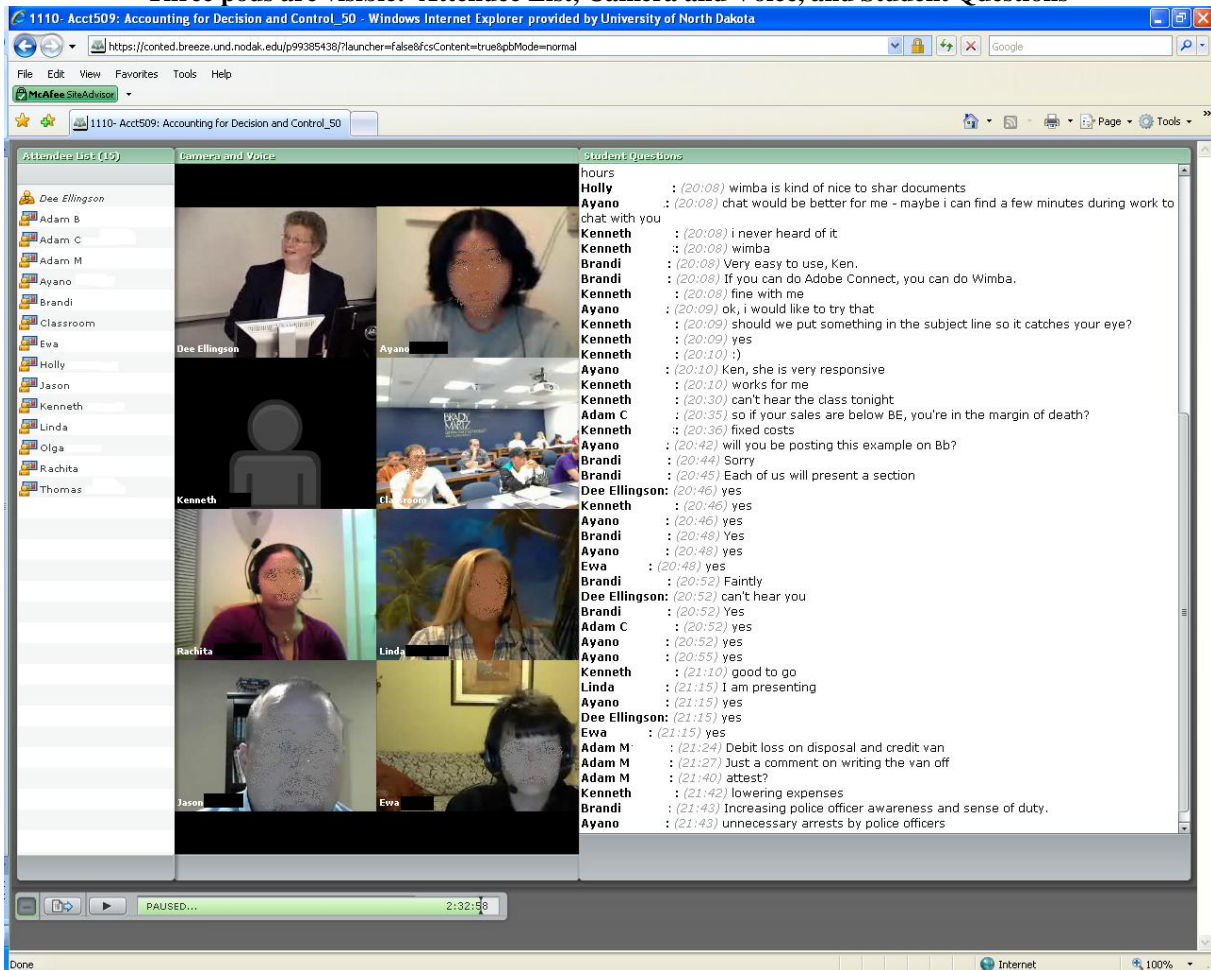 Three pods are visible: Attendee List, Camera and Voice, and Student Questions
1110- Acct509: Accounting for Decision and Control_50 - Windows Internet Explorer provided by University of North Dakota
https://conted.breeze.und.nodak.edu/p99385438/?launcher=false&fcsContent=true&pbMode=normal
Google
File Edit View Favorites Tools Help
McAfee SiteAdvisor
1110- Acct509: Accounting for Decision and Control_50
Page Tools
Attendee List (15)
Dee Ellingson
Adam B
Adam C
Adam M
Ayano
Brandi
Classroom
Ewa
Holly
Jason
Kenneth
Linda
Olga
Rachita
Thomas
Camera and Voice
Dee Ellingson
Ayano
BRADY
MARTZ
Kenneth
Classroom
Rachita
Linda
Jason
Ewa
Student Questions
hours
Holly : (20:08) wimba is kind of nice to shar documents
Ayano : (20:08) chat would be better for me - maybe i can find a few minutes during work to
chat with you
Kenneth : (20:08) i never heard of it
Kenneth : (20:08) wimba
Brandi : (20:08) Very easy to use, Ken.
Brandi : (20:08) If you can do Adobe Connect, you can do Wimba.
Kenneth : (20:08) fine with me
Ayano : (20:09) ok, i would like to try that
Kenneth : (20:09) should we put something in the subject line so it catches your eye?
Kenneth : (20:09) yes
Kenneth : (20:10) :)
Ayano : (20:10) Ken, she is very responsive
Kenneth : (20:10) works for me
Kenneth : (20:30) can't hear the class tonight
Adam C : (20:35) so if your sales are below BE, you're in the margin of death?
Kenneth : (20:36) fixed costs
Ayano : (20:42) will you be posting this example on Bb?
Brandi : (20:44) Sorry
Brandi : (20:45) Each of us will present a section
Dee Ellingson: (20:46) yes
Kenneth : (20:46) yes
Ayano : (20:46) yes
Brandi : (20:48) Yes
Ayano : (20:48) yes
Ewa : (20:48) yes
Brandi : (20:52) Faintly
Dee Ellingson: (20:52) can't hear you
Brandi : (20:52) Yes
Adam C : (20:52) yes
Ayano : (20:52) yes
Ayano : (20:55) yes
Kenneth : (21:10) good to go
Linda : (21:15) I am presenting
Ayano : (21:15) yes
Dee Ellingson: (21:15) yes
Ewa : (21:15) yes
Adam M : (21:24) Debit loss on disposal and credit van
Adam M : (21:27) Just a comment on writing the van off
Adam M : (21:40) attest?
Kenneth : (21:42) lowering expenses
Brandi : (21:43) Increasing police officer awareness and sense of duty.
Ayano : (21:43) unnecessary arrests by police officers
PAUSED... 2:32:58
Done Internet 100%